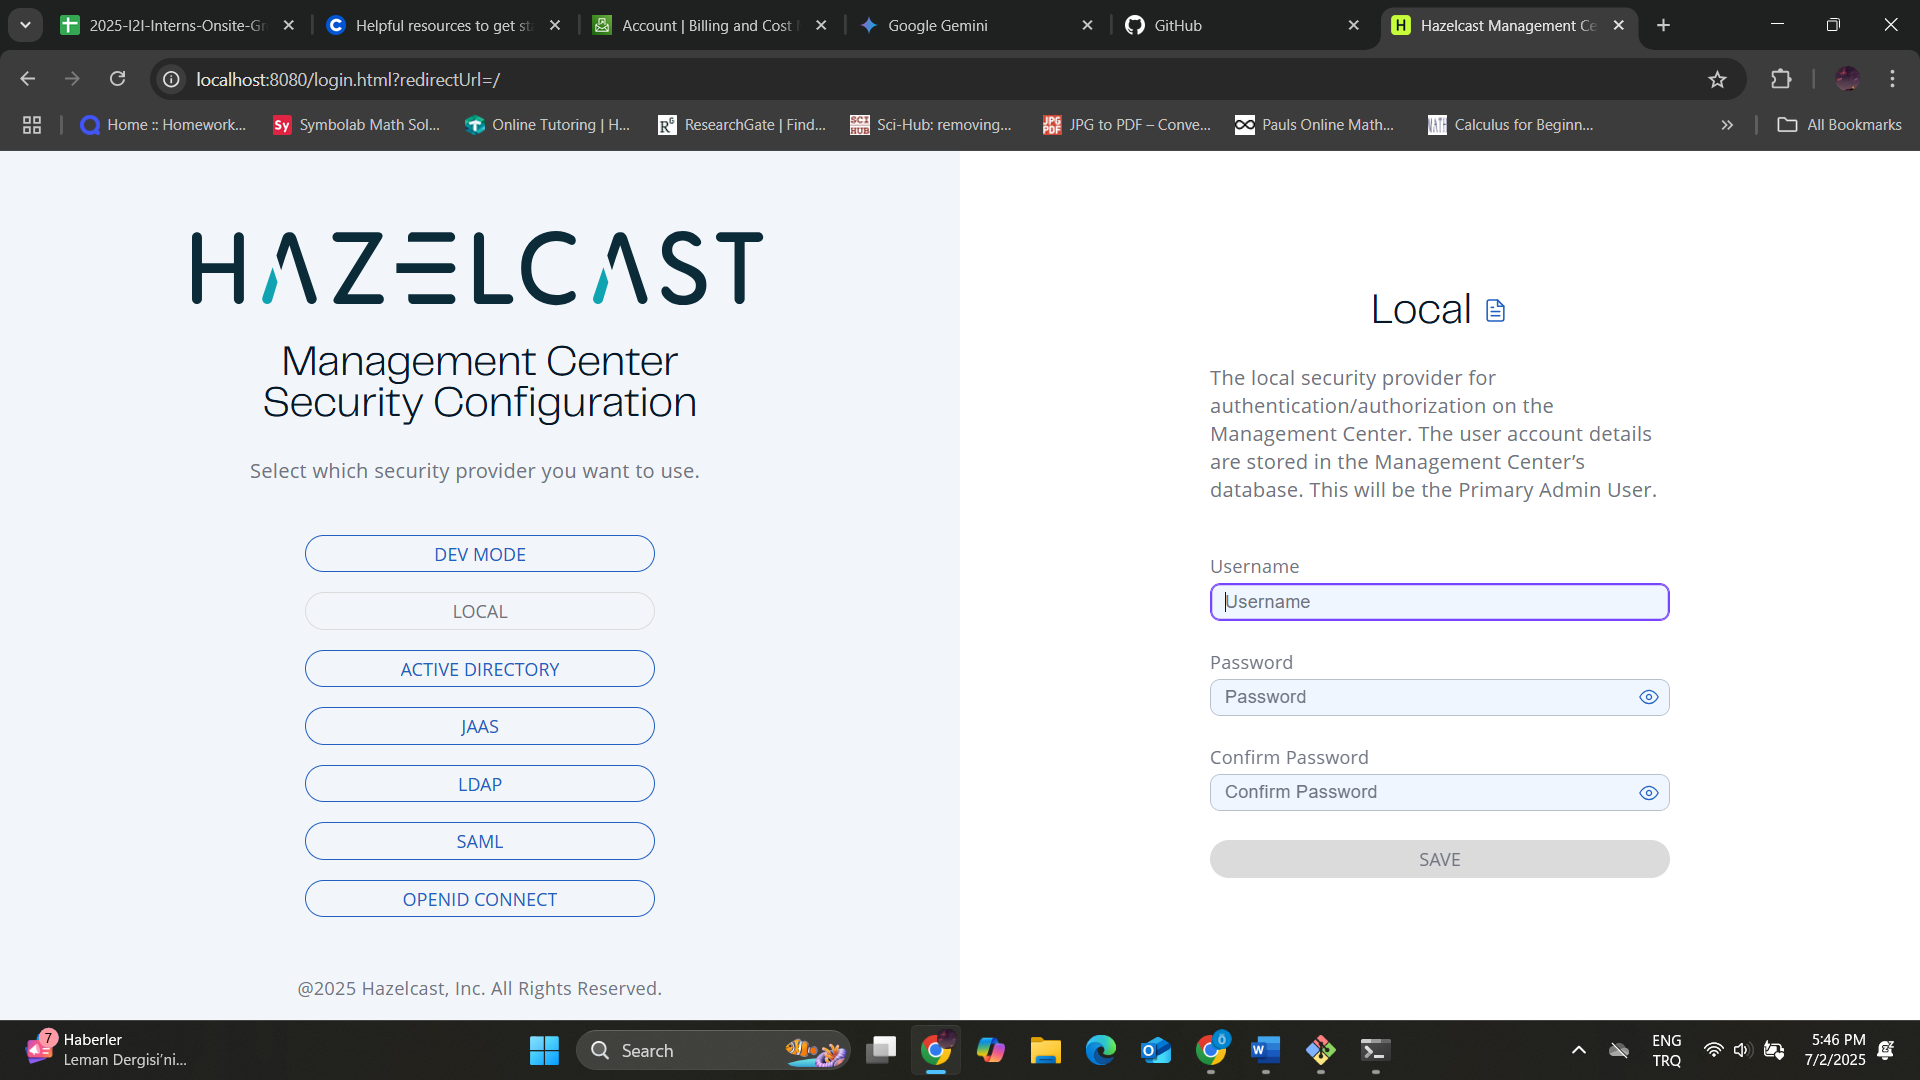 2025-I2I-Interns-Onsite-Gr
Helpful resources to get st
Account | Billing and Cost
Google Gemini
GitHub
Hazelcast Management Ce
localhost:8080/login.html?redirectUrl=/
Home :: Homework...
Sy
Symbolab Math Sol...
Online Tutoring | H...
ResearchGate | Find...
SCI HUB
Sci-Hub: removing...
JPG PDF
JPG to PDF – Conve...
Pauls Online Math...
MATH
Calculus for Beginn...
All Bookmarks
HAZELCAST
Management Center
Security Configuration
Select which security provider you want to use.
DEV MODE
LOCAL
ACTIVE DIRECTORY
JAAS
LDAP
SAML
OPENID CONNECT
@2025 Hazelcast, Inc. All Rights Reserved.
Local
The local security provider for
authentication/authorization on the
Management Center. The user account details
are stored in the Management Center’s
database. This will be the Primary Admin User.
Username
Username
Password
Password
Confirm Password
Confirm Password
SAVE
7
Haberler
Leman Dergisi’ni...
Search
ENG
TRQ
5:46 PM
7/2/2025